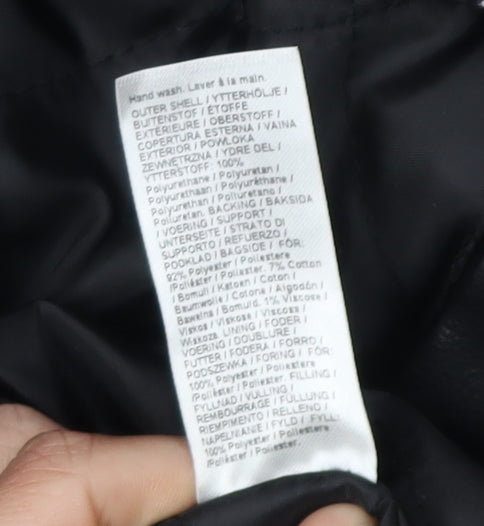 Hand wash. Laver à la main.
OUTER SHELL / YTTERHÖLJE /
BUITENSTOF / ETOFFE
EXTÉRIEURE / OBERSTOFF /
COPERTURA ESTERNA / VAINA
EXTERIOR / POWLOKA
ZEWNĘTRZNA / YDRE DEL /
YTTERSTOFF: 100%
Polyurethane / Polyuretan /
Polyurethaan / Polyuréthane /
Polyurethan / Poliuretano /
Poliuretan. BACKING / BAKSIDA
/ VOERING / SUPPORT /
UNTERSEITE / STRATO DI
SUPPORTO / REFUERZO /
PODKŁAD / BAGSIDE / FÓR:
92% Polyester / Poliestere
/Poliéster / Poliester. 7% Cotton
/ Bomull / Katoen / Coton /
Baumwolle / Cotone / Algodón /
Bawełna / Bomuld. 1% Viscose /
Viskos / Viskose / Viscosa /
Wiskoza. LINING / FODER /
VOERING / DOUBLURE /
FUTTER / FODERA / FORRO /
PODSZEWKA / FORING / FÔR:
100% Polyester / Poliestere
/Poliéster / Poliester. FILLING /
FYLLNAD / VULLING /
REMBOURRAGE / FÜLLUNG /
RIEMPIMENTO / RELLENO /
NAPEŁNIANIE / FYLD / FYLL:
100% Polyester / Poliestere
/Poliéster / Poliester.